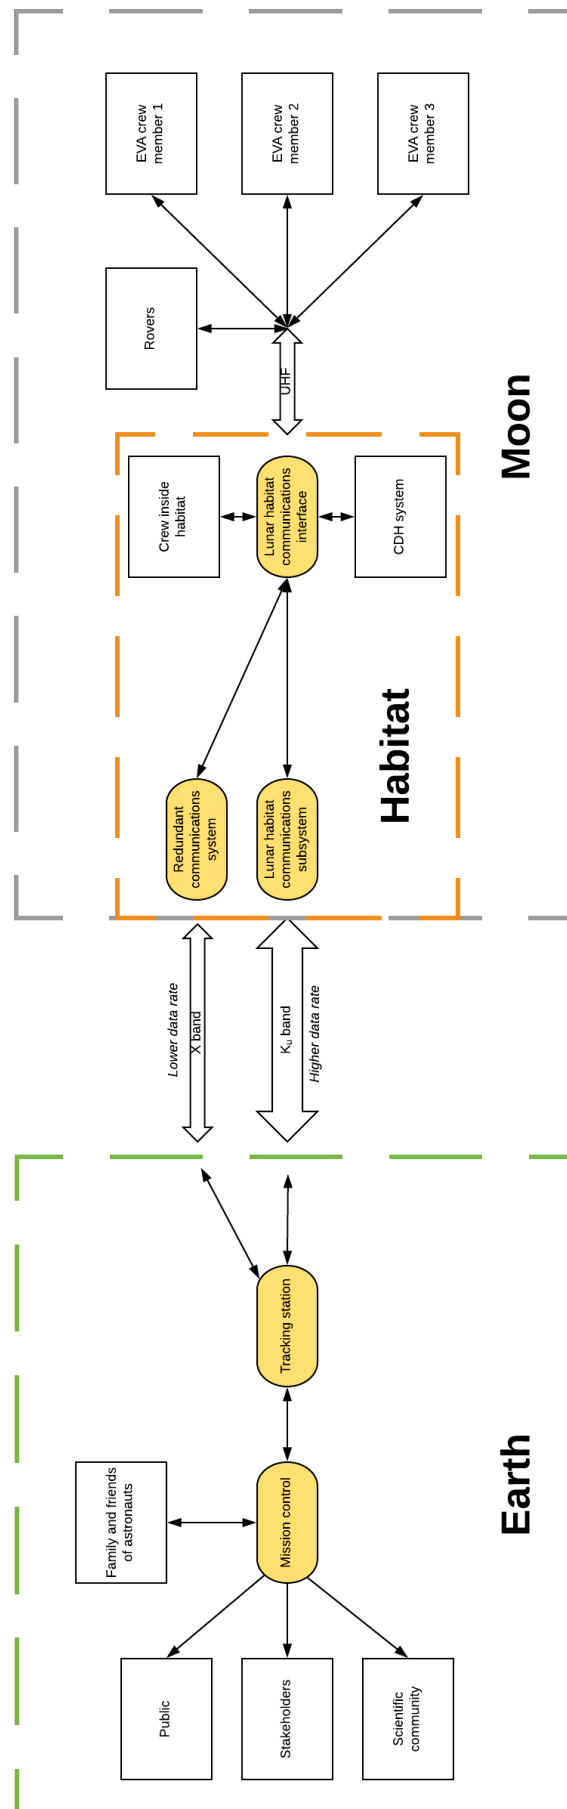 Public
Stakeholders
Scientific
community
Family and friends
of astronauts
Mission control
Tracking station
Earth
Lower data rate
X band
Kᵤ band
Higher data rate
Redundant
communications
system
Lunar habitat
communications
subsystem
Habitat
Crew inside
habitat
Lunar habitat
communications
interface
CDH system
UHF
Moon
Rovers
EVA crew
member 1
EVA crew
member 2
EVA crew
member 3